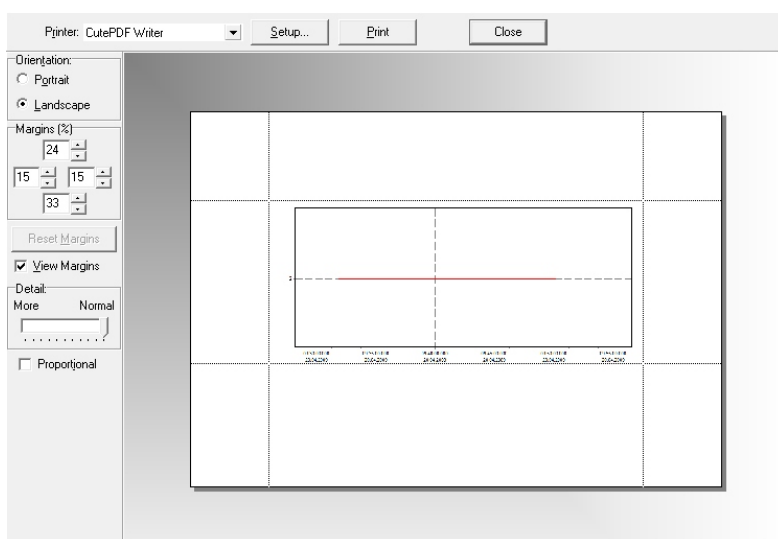 Printer: CutePDF Writer Setup... Print Close
Orientation:
Portrait
Landscape
Margins (%)
24
15 15
33
Reset Margins
View Margins
Detail:
More Normal
Proportional